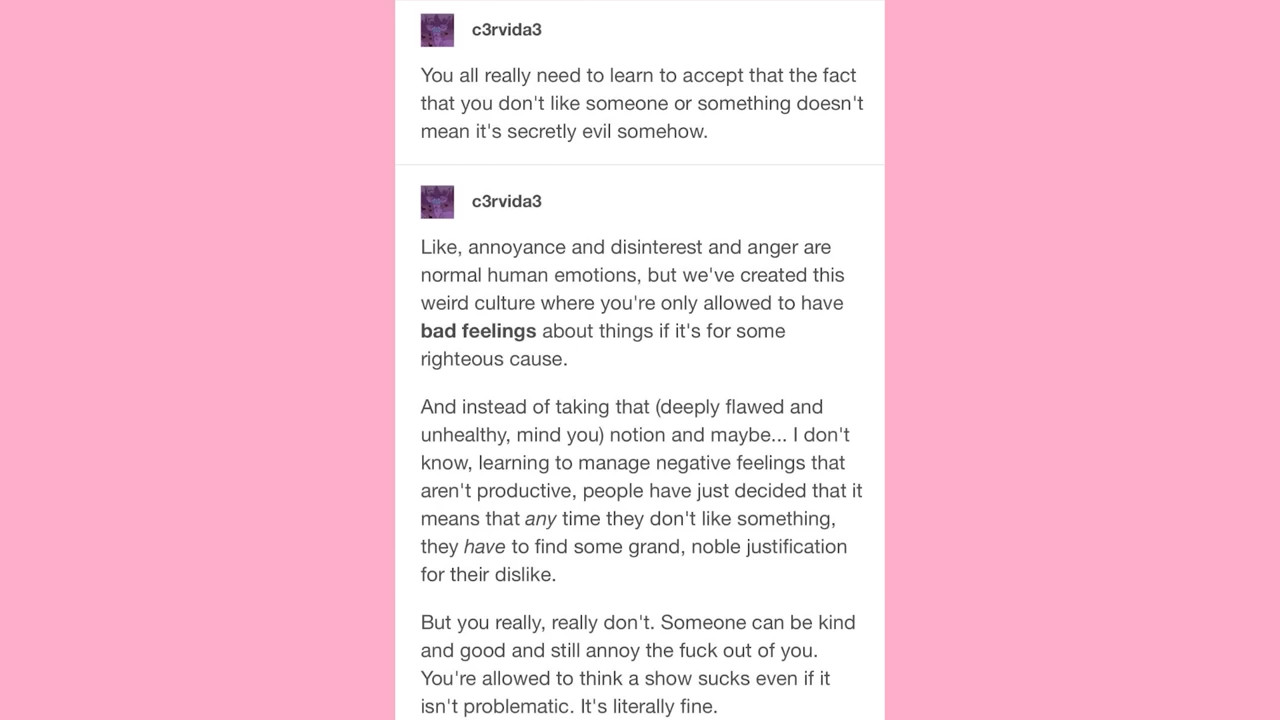 c3rvida3
You all really need to learn to accept that the fact
that you don't like someone or something doesn't
mean it's secretly evil somehow.
c3rvida3
Like, annoyance and disinterest and anger are
normal human emotions, but we've created this
weird culture where you're only allowed to have
bad feelings about things if it's for some
righteous cause.
And instead of taking that (deeply flawed and
unhealthy, mind you) notion and maybe... I don't
know, learning to manage negative feelings that
aren't productive, people have just decided that it
means that any time they don't like something,
they have to find some grand, noble justification
for their dislike.
But you really, really don't. Someone can be kind
and good and still annoy the fuck out of you.
You're allowed to think a show sucks even if it
isn't problematic. It's literally fine.